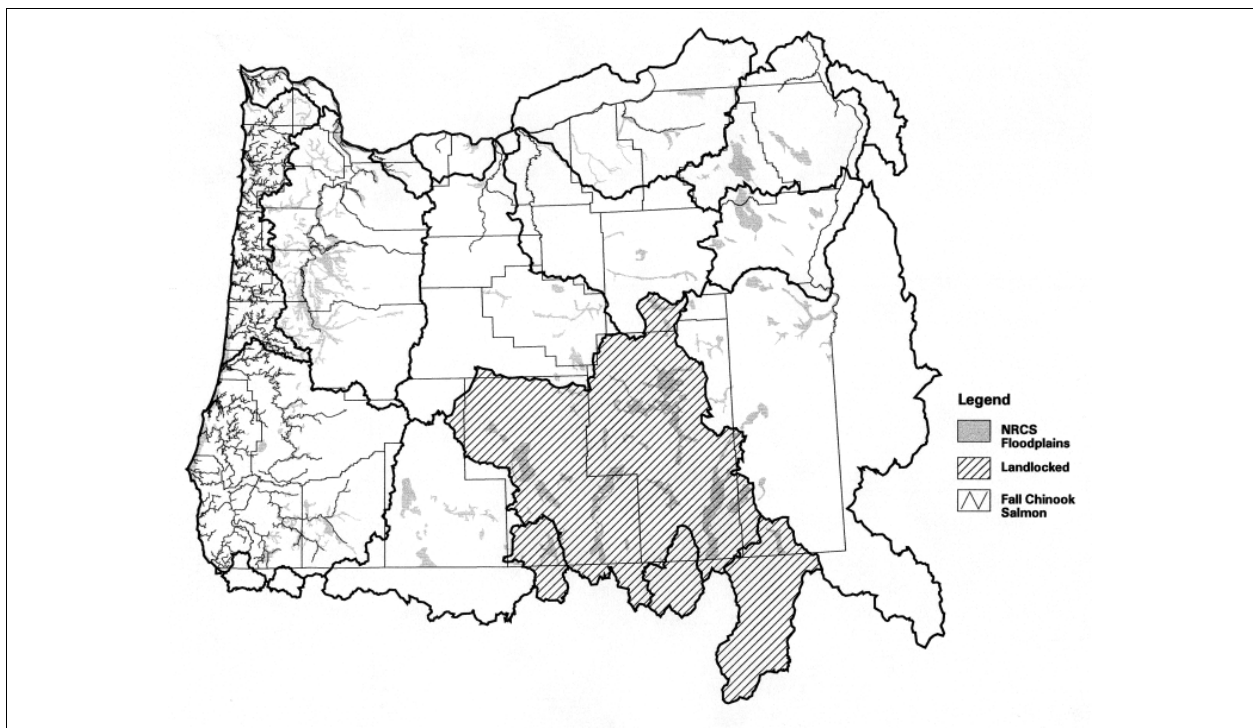 Legend
NRCS
Floodplains
Landlocked
Fall Chinook
Salmon